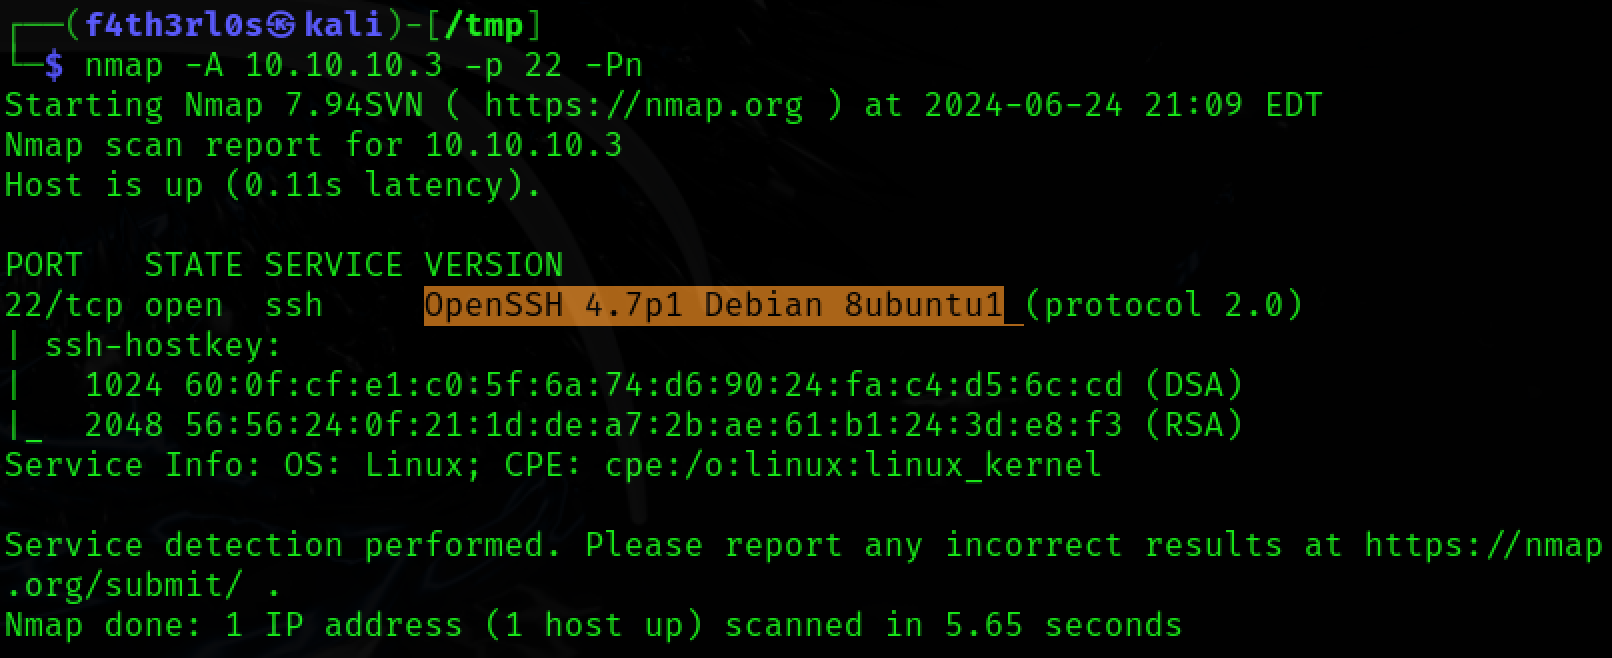 ┌──(f4th3rl0s㉿kali)-[/tmp]
└─$ nmap -A 10.10.10.3 -p 22 -Pn
Starting Nmap 7.94SVN ( https://nmap.org ) at 2024-06-24 21:09 EDT
Nmap scan report for 10.10.10.3
Host is up (0.11s latency).

PORT   STATE SERVICE VERSION
22/tcp open  ssh     OpenSSH 4.7p1 Debian 8ubuntu1 (protocol 2.0)
| ssh-hostkey:
|   1024 60:0f:cf:e1:c0:5f:6a:74:d6:90:24:fa:c4:d5:6c:cd (DSA)
|_  2048 56:56:24:0f:21:1d:de:a7:2b:ae:61:b1:24:3d:e8:f3 (RSA)
Service Info: OS: Linux; CPE: cpe:/o:linux:linux_kernel

Service detection performed. Please report any incorrect results at https://nmap
.org/submit/ .
Nmap done: 1 IP address (1 host up) scanned in 5.65 seconds